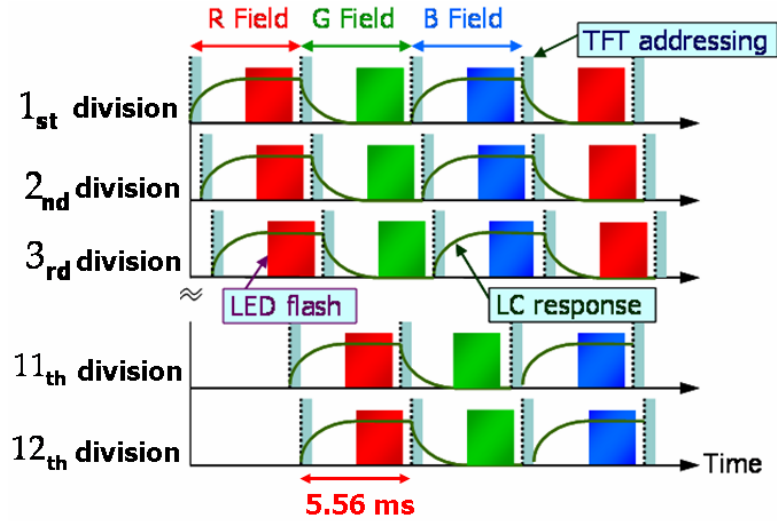 R Field G Field B Field
TFT addressing
1st division
2nd division
3rd division
LED flash
LC response
11th division
12th division
Time
5.56 ms